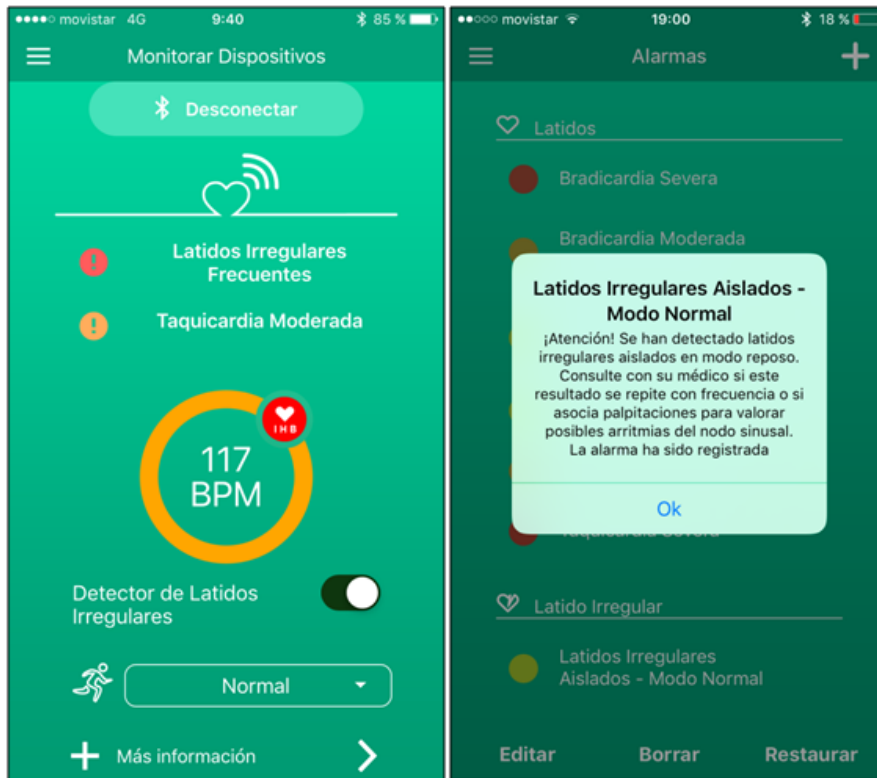 movistar 4G 9:40 85 %
Monitorar Dispositivos
Desconectar
Latidos Irregulares
Frecuentes
Taquicardia Moderada
IHB
117
BPM
Detector de Latidos
Irregulares
Normal
Más información
movistar 19:00 18 %
Alarmas
Latidos
Bradicardia Severa
Bradicardia Moderada
Latidos Irregulares Aislados -
Modo Normal
¡Atención! Se han detectado latidos
irregulares aislados en modo reposo.
Consulte con su médico si este
resultado se repite con frecuencia o si
asocia palpitaciones para valorar
posibles arritmias del nodo sinusal.
La alarma ha sido registrada
Ok
Taquicardia Severa
Latido Irregular
Latidos Irregulares
Aislados - Modo Normal
Editar Borrar Restaurar